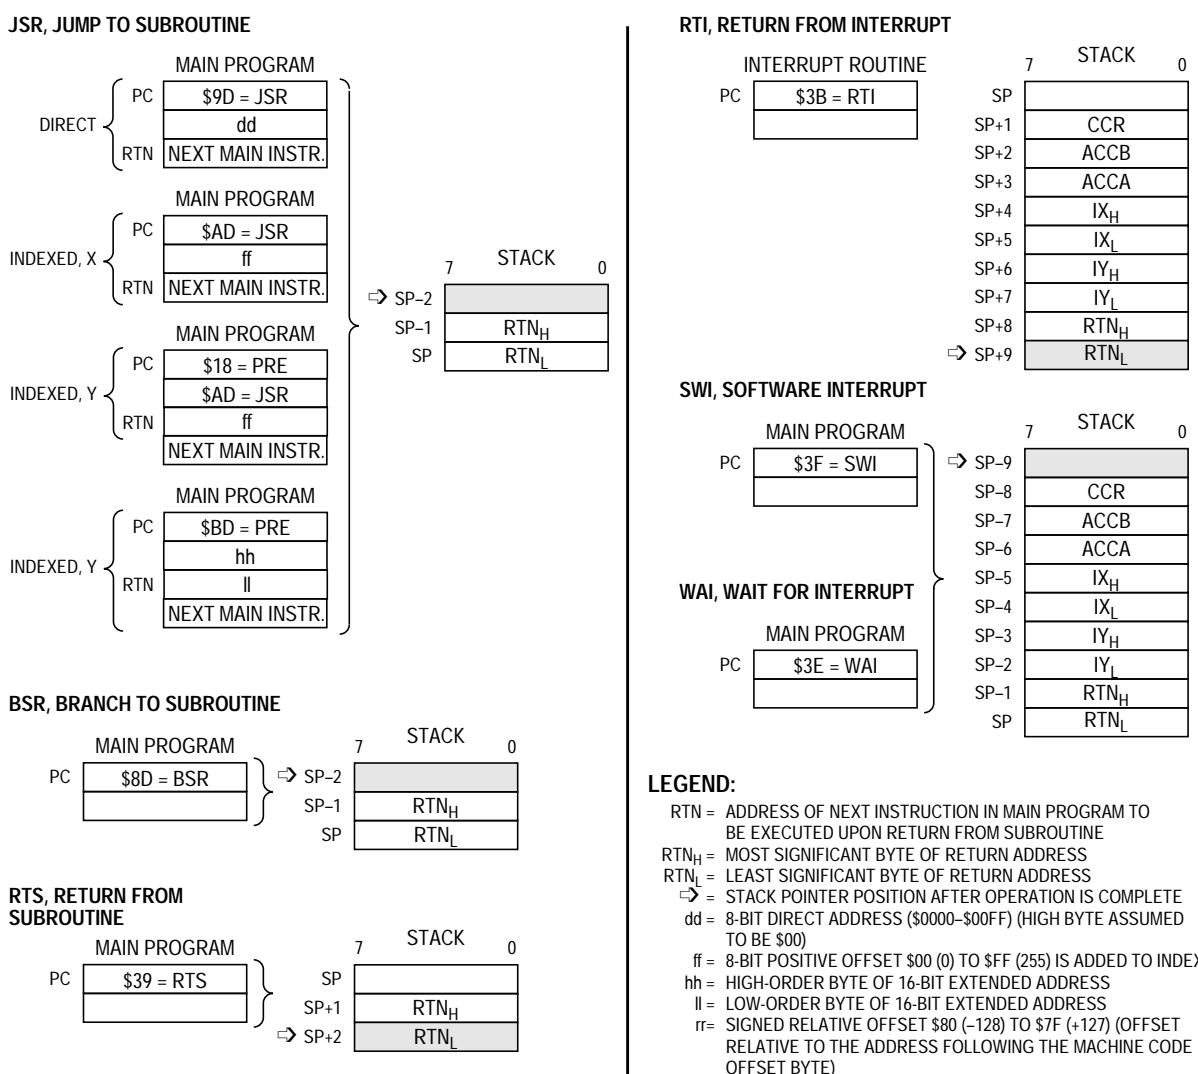 JSR, JUMP TO SUBROUTINE
MAIN PROGRAM
DIRECT
PC $9D = JSR
dd
RTN NEXT MAIN INSTR.
MAIN PROGRAM
INDEXED, X
PC $AD = JSR
ff
RTN NEXT MAIN INSTR.
MAIN PROGRAM
INDEXED, Y
PC $18 = PRE
$AD = JSR
RTN ff
NEXT MAIN INSTR.
MAIN PROGRAM
INDEXED, Y
PC $BD = PRE
hh
RTN ll
NEXT MAIN INSTR.
7 STACK 0
➩ SP–2
SP–1 RTNH
SP RTNL
BSR, BRANCH TO SUBROUTINE
MAIN PROGRAM
PC $8D = BSR
7 STACK 0
➩ SP–2
SP–1 RTNH
SP RTNL
RTS, RETURN FROM
SUBROUTINE
MAIN PROGRAM
PC $39 = RTS
7 STACK 0
SP
SP+1 RTNH
➩ SP+2 RTNL
RTI, RETURN FROM INTERRUPT
INTERRUPT ROUTINE
PC $3B = RTI
7 STACK 0
SP
SP+1 CCR
SP+2 ACCB
SP+3 ACCA
SP+4 IXH
SP+5 IXL
SP+6 IYH
SP+7 IYL
SP+8 RTNH
➩ SP+9 RTNL
SWI, SOFTWARE INTERRUPT
MAIN PROGRAM
PC $3F = SWI
WAI, WAIT FOR INTERRUPT
MAIN PROGRAM
PC $3E = WAI
7 STACK 0
➩ SP–9
SP–8 CCR
SP–7 ACCB
SP–6 ACCA
SP–5 IXH
SP–4 IXL
SP–3 IYH
SP–2 IYL
SP–1 RTNH
SP RTNL
LEGEND:
RTN = ADDRESS OF NEXT INSTRUCTION IN MAIN PROGRAM TO
BE EXECUTED UPON RETURN FROM SUBROUTINE
RTNH = MOST SIGNIFICANT BYTE OF RETURN ADDRESS
RTNL = LEAST SIGNIFICANT BYTE OF RETURN ADDRESS
➩ = STACK POINTER POSITION AFTER OPERATION IS COMPLETE
dd = 8-BIT DIRECT ADDRESS ($0000–$00FF) (HIGH BYTE ASSUMED
TO BE $00)
ff = 8-BIT POSITIVE OFFSET $00 (0) TO $FF (255) IS ADDED TO INDEX
hh = HIGH-ORDER BYTE OF 16-BIT EXTENDED ADDRESS
ll = LOW-ORDER BYTE OF 16-BIT EXTENDED ADDRESS
rr= SIGNED RELATIVE OFFSET $80 (–128) TO $7F (+127) (OFFSET
RELATIVE TO THE ADDRESS FOLLOWING THE MACHINE CODE
OFFSET BYTE)